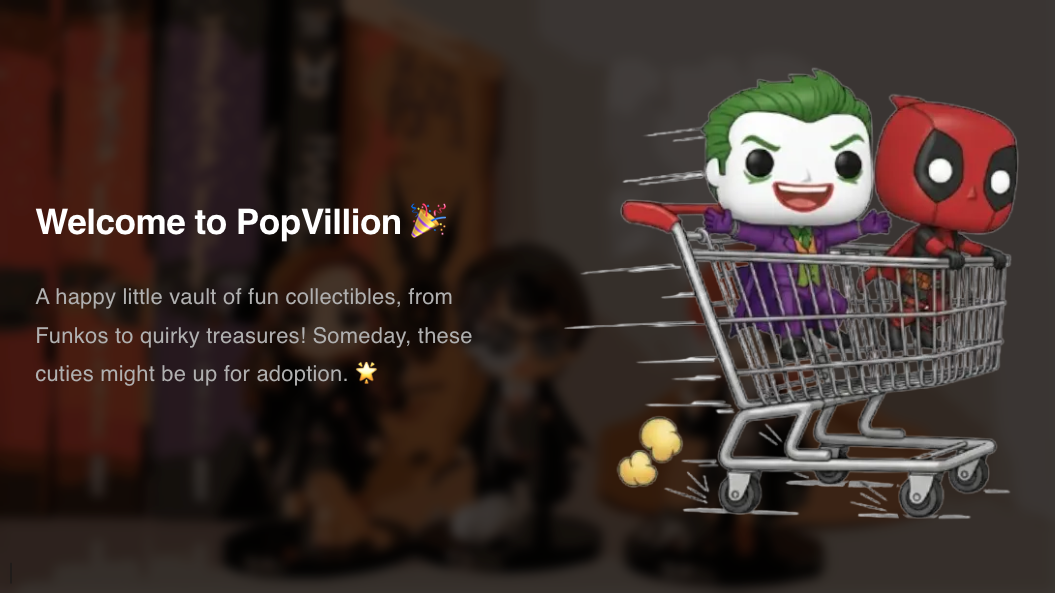 Welcome to PopVillion 🎉
A happy little vault of fun collectibles, from
Funkos to quirky treasures! Someday, these
cuties might be up for adoption. 🌟